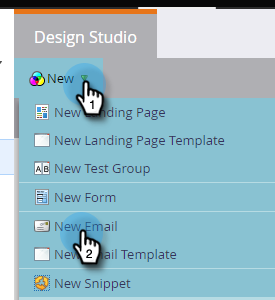 Design Studio
New
1
New Landing Page
New Landing Page Template
A B New Test Group
New Form
New Email
2
New Email Template
New Snippet